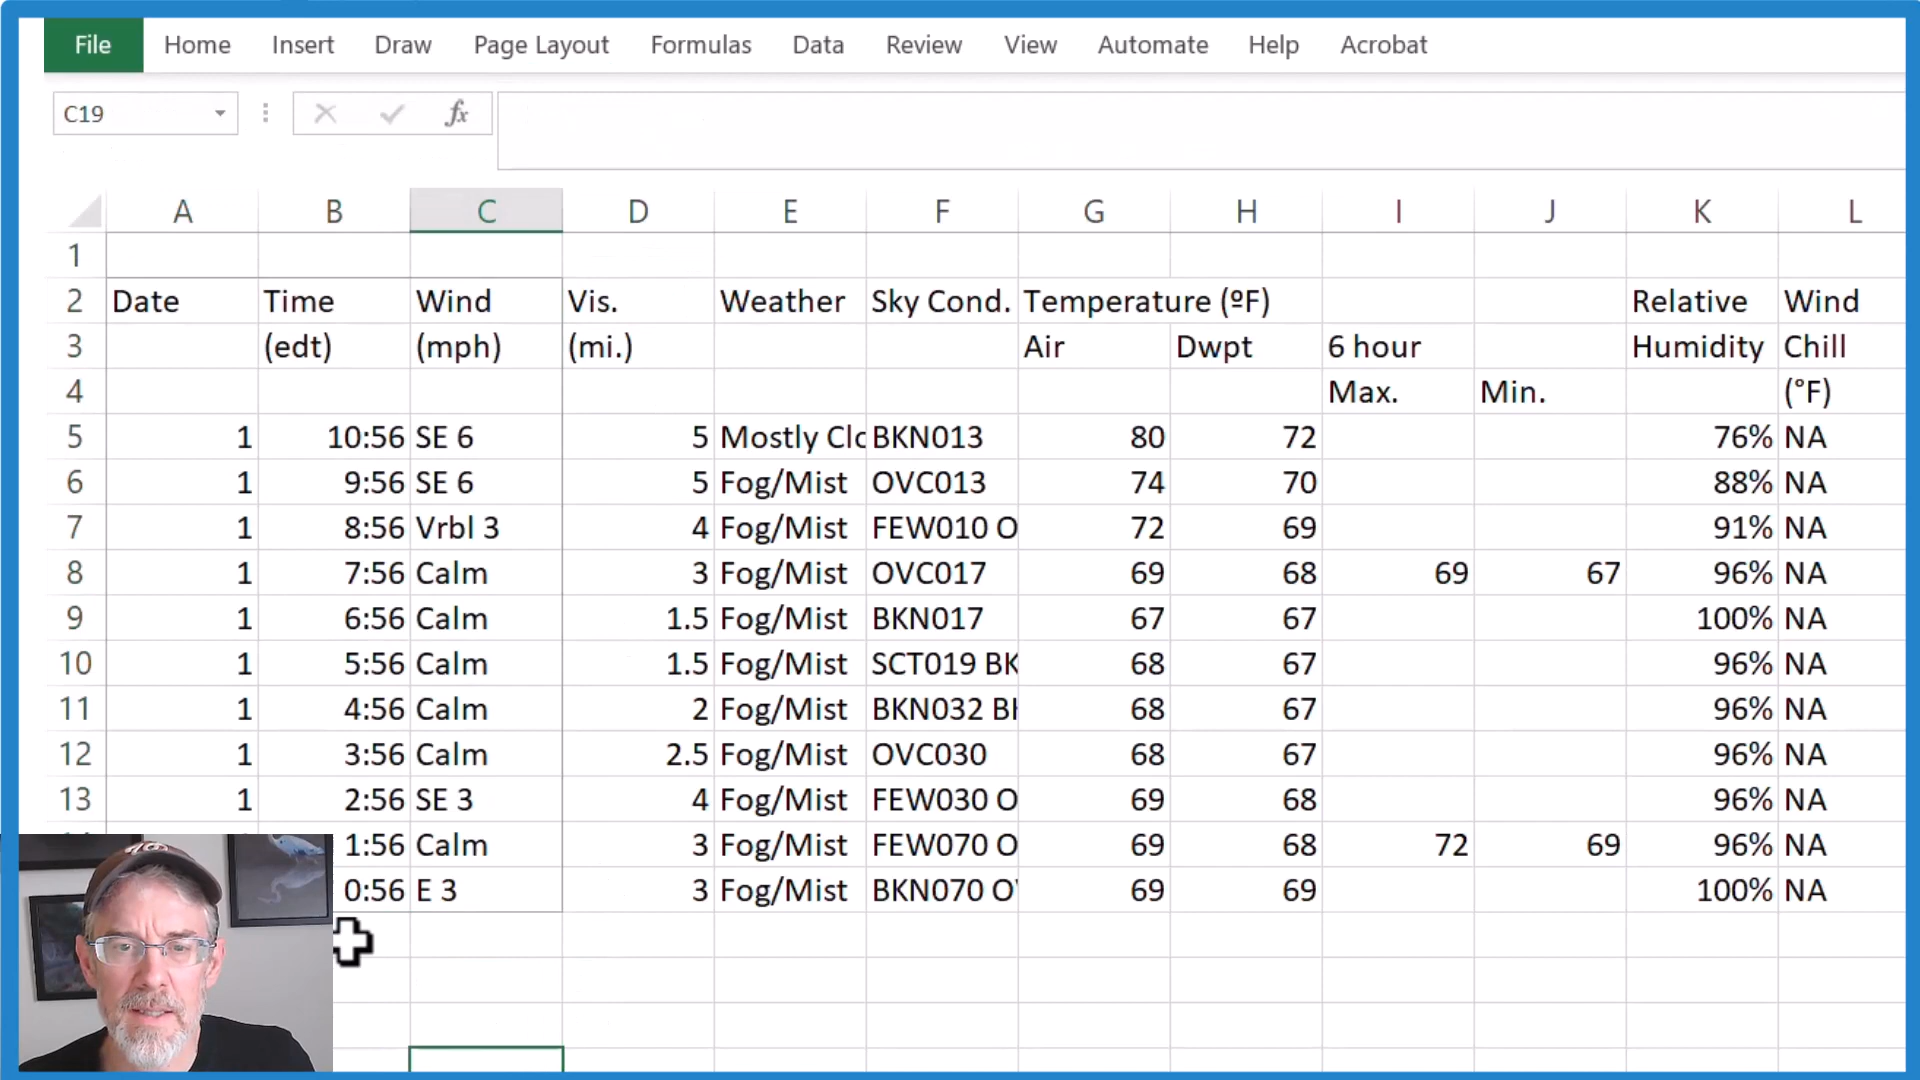 File Home Insert Draw Page Layout Formulas Data Review View Automate Help Acrobat
C19 fx
A B C D E F G H I J K L
1
2 Date Time Wind Vis. Weather Sky Cond. Temperature (ºF) Relative Wind
3 (edt) (mph) (mi.) Air Dwpt 6 hour Humidity Chill
4 Max. Min. (°F)
5 1 10:56 SE 6 5 Mostly Clo BKN013 80 72 76% NA
6 1 9:56 SE 6 5 Fog/Mist OVC013 74 70 88% NA
7 1 8:56 Vrbl 3 4 Fog/Mist FEW010 O 72 69 91% NA
8 1 7:56 Calm 3 Fog/Mist OVC017 69 68 69 67 96% NA
9 1 6:56 Calm 1.5 Fog/Mist BKN017 67 67 100% NA
10 1 5:56 Calm 1.5 Fog/Mist SCT019 BK 68 67 96% NA
11 1 4:56 Calm 2 Fog/Mist BKN032 Bk 68 67 96% NA
12 1 3:56 Calm 2.5 Fog/Mist OVC030 68 67 96% NA
13 1 2:56 SE 3 4 Fog/Mist FEW030 O 69 68 96% NA
1:56 Calm 3 Fog/Mist FEW070 O 69 68 72 69 96% NA
0:56 E 3 3 Fog/Mist BKN070 O 69 69 100% NA